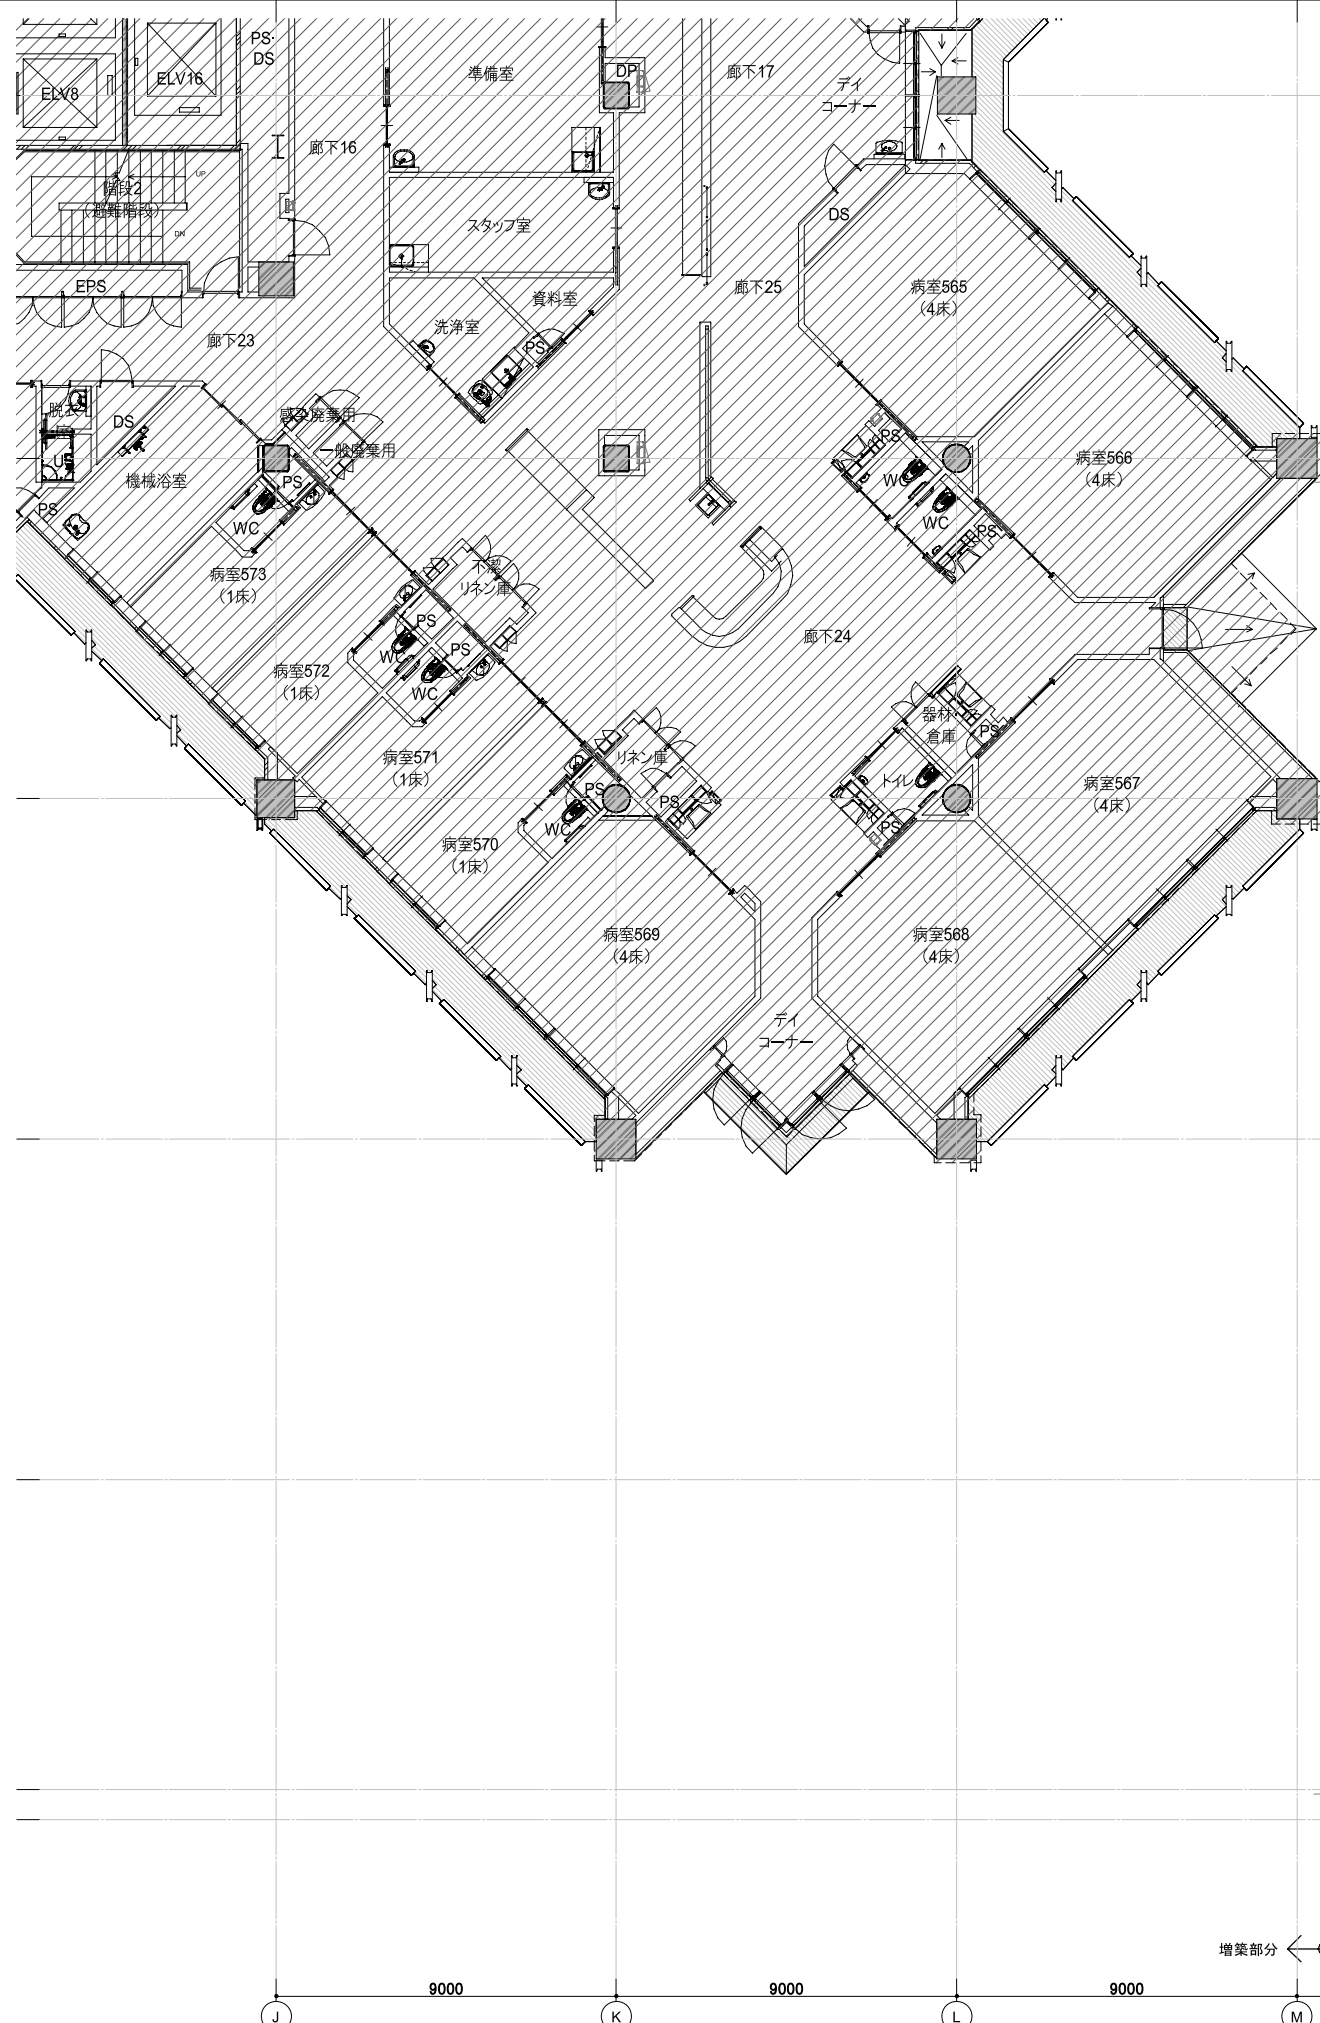 PS・
DS
ELV8
ELV16
準備室
DP
廊下17
デイ
コーナー
廊下16
階段2
(避難階段)
UP
DN
スタッフ室
DS
EPS
廊下25
病室565
(4床)
資料室
洗浄室
PS
廊下23
脱衣
DS
感染廃棄用
一般廃棄用
UB
機械浴室
PS
PS
WC
PS
WC
WC
PS
病室566
(4床)
病室573
(1床)
不潔
リネン庫
PS
PS
WC
WC
廊下24
病室572
(1床)
器材
倉庫
PS
病室571
(1床)
リネン庫
PS
PS
WC
トイレ
PS
病室567
(4床)
病室570
(1床)
病室569
(4床)
病室568
(4床)
デイ
コーナー
増築部分
9000
9000
9000
J
K
L
M